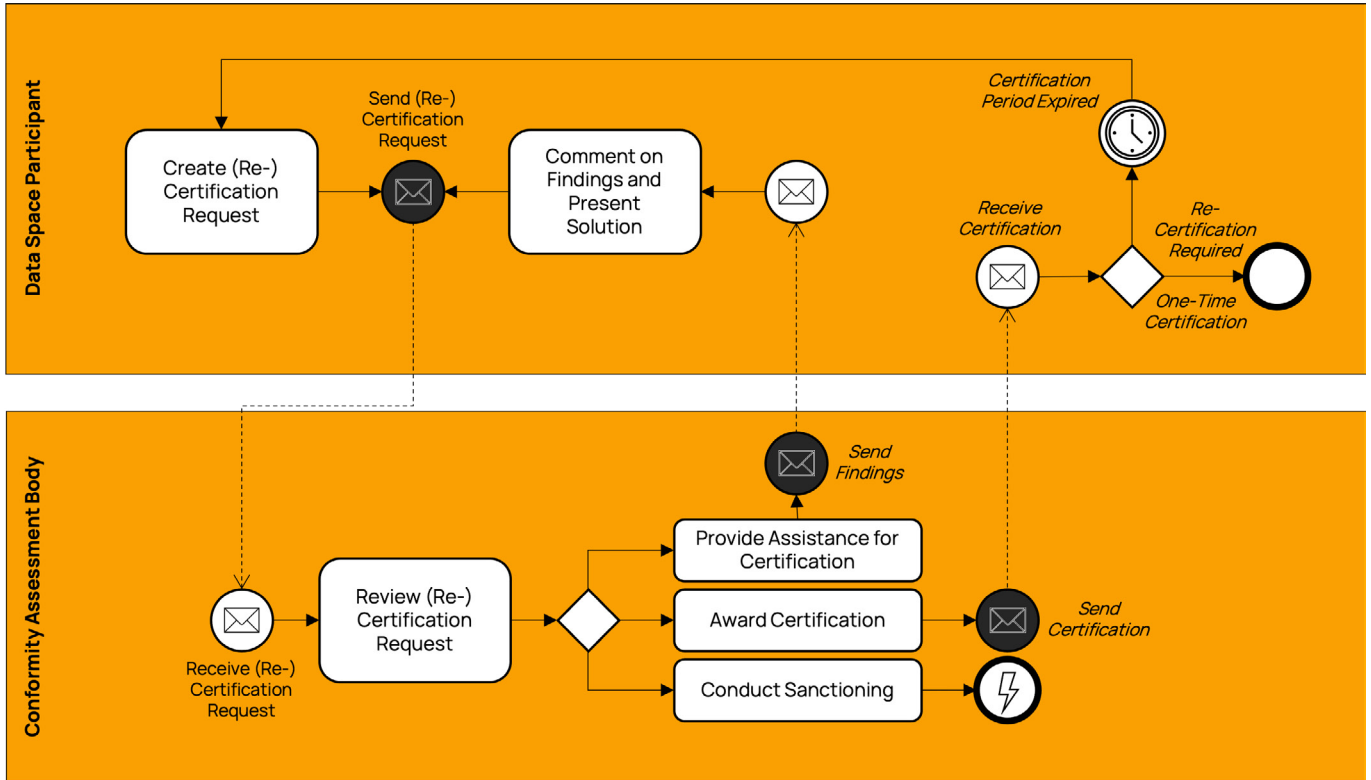 Data Space Participant
Create (Re-)
Certification
Request
Send (Re-)
Certification
Request
Comment on
Findings and
Present
Solution
Certification
Period Expired
Receive
Certification
Re-
Certification
Required
One-Time
Certification
Conformity Assessment Body
Receive (Re-)
Certification
Request
Review (Re-)
Certification
Request
Send
Findings
Provide Assistance for
Certification
Award Certification
Send
Certification
Conduct Sanctioning